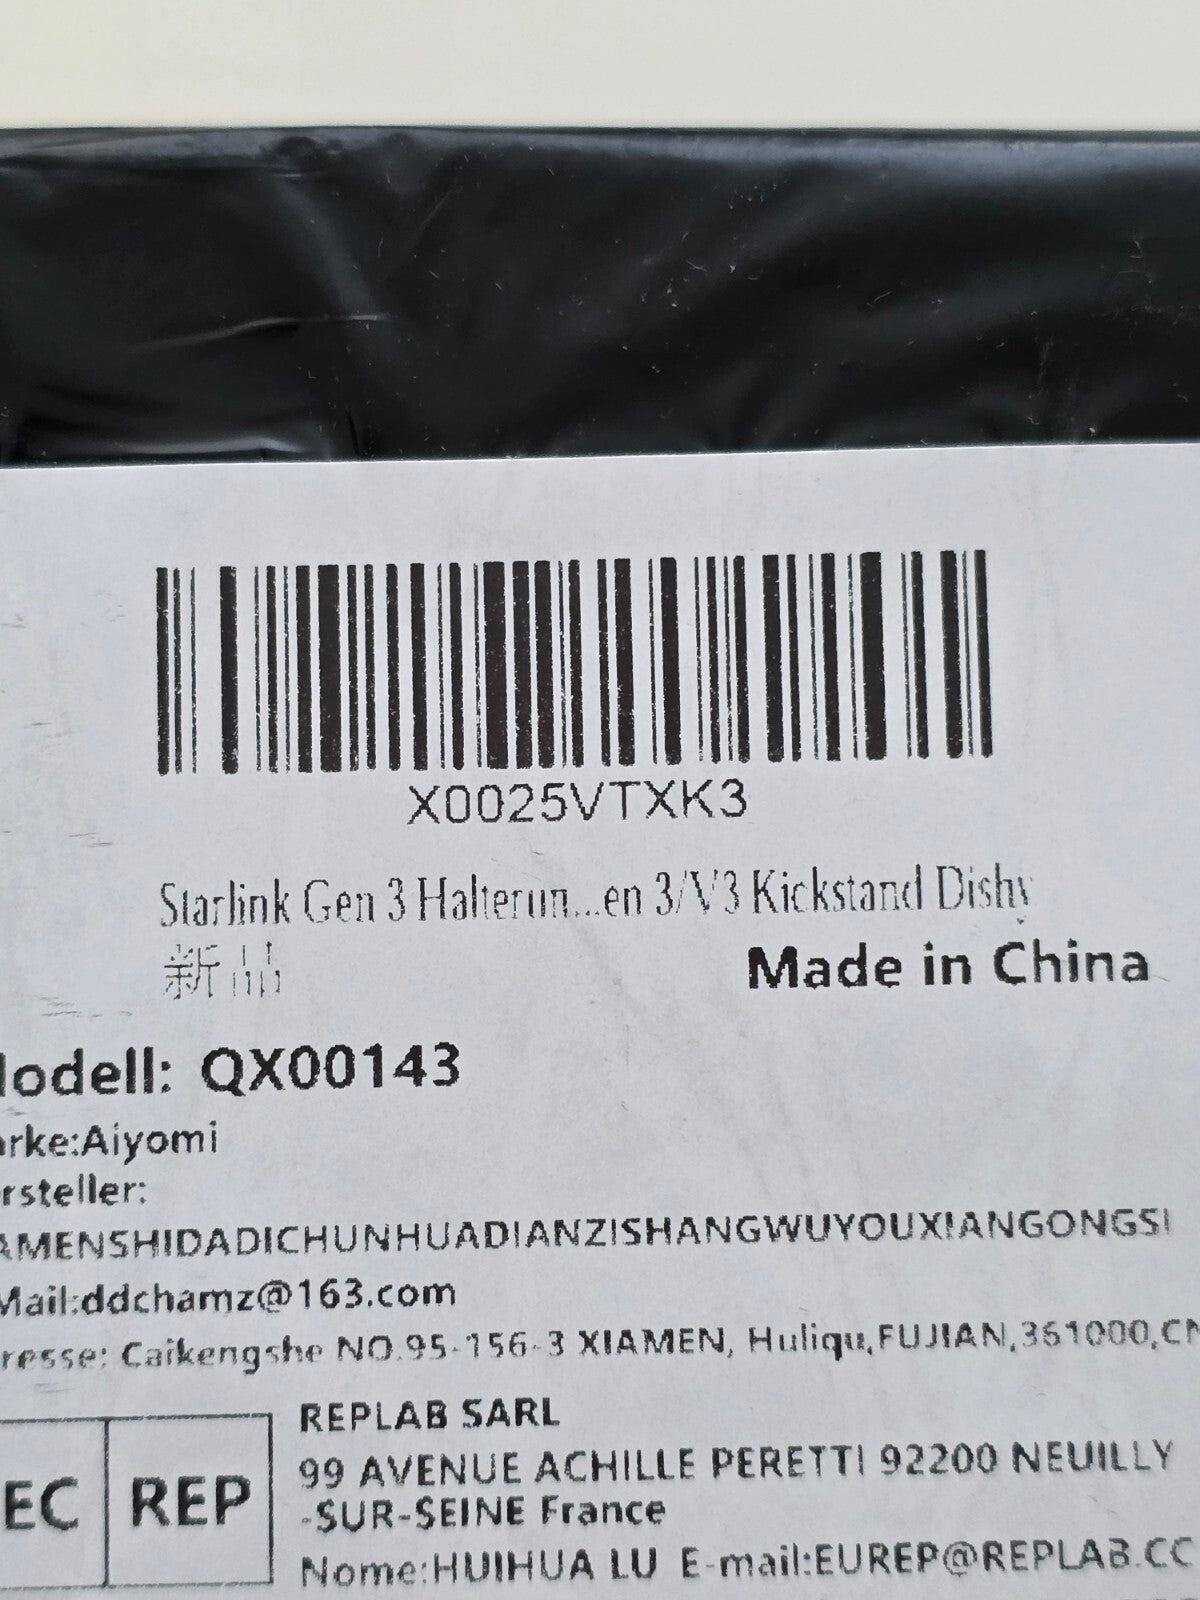 X0025VTXK3
Starlink Gen 3 Halterun...en 3/V3 Kickstand Dishy
新品
Made in China
Modell: QX00143
arke:Aiyomi
ersteller:
AMENSHIDADICHUNHUADIANZISHANGWUYOUXIANGONGSI
Mail:ddchamz@163.com
resse: Caikengshe NO.95-156-3 XIAMEN, Huliqu,FUJIAN,361000,CN
EC REP
REPLAB SARL
99 AVENUE ACHILLE PERETTI 92200 NEUILLY
-SUR-SEINE France
Nome:HUIHUA LU E-mail:EUREP@REPLAB.CC